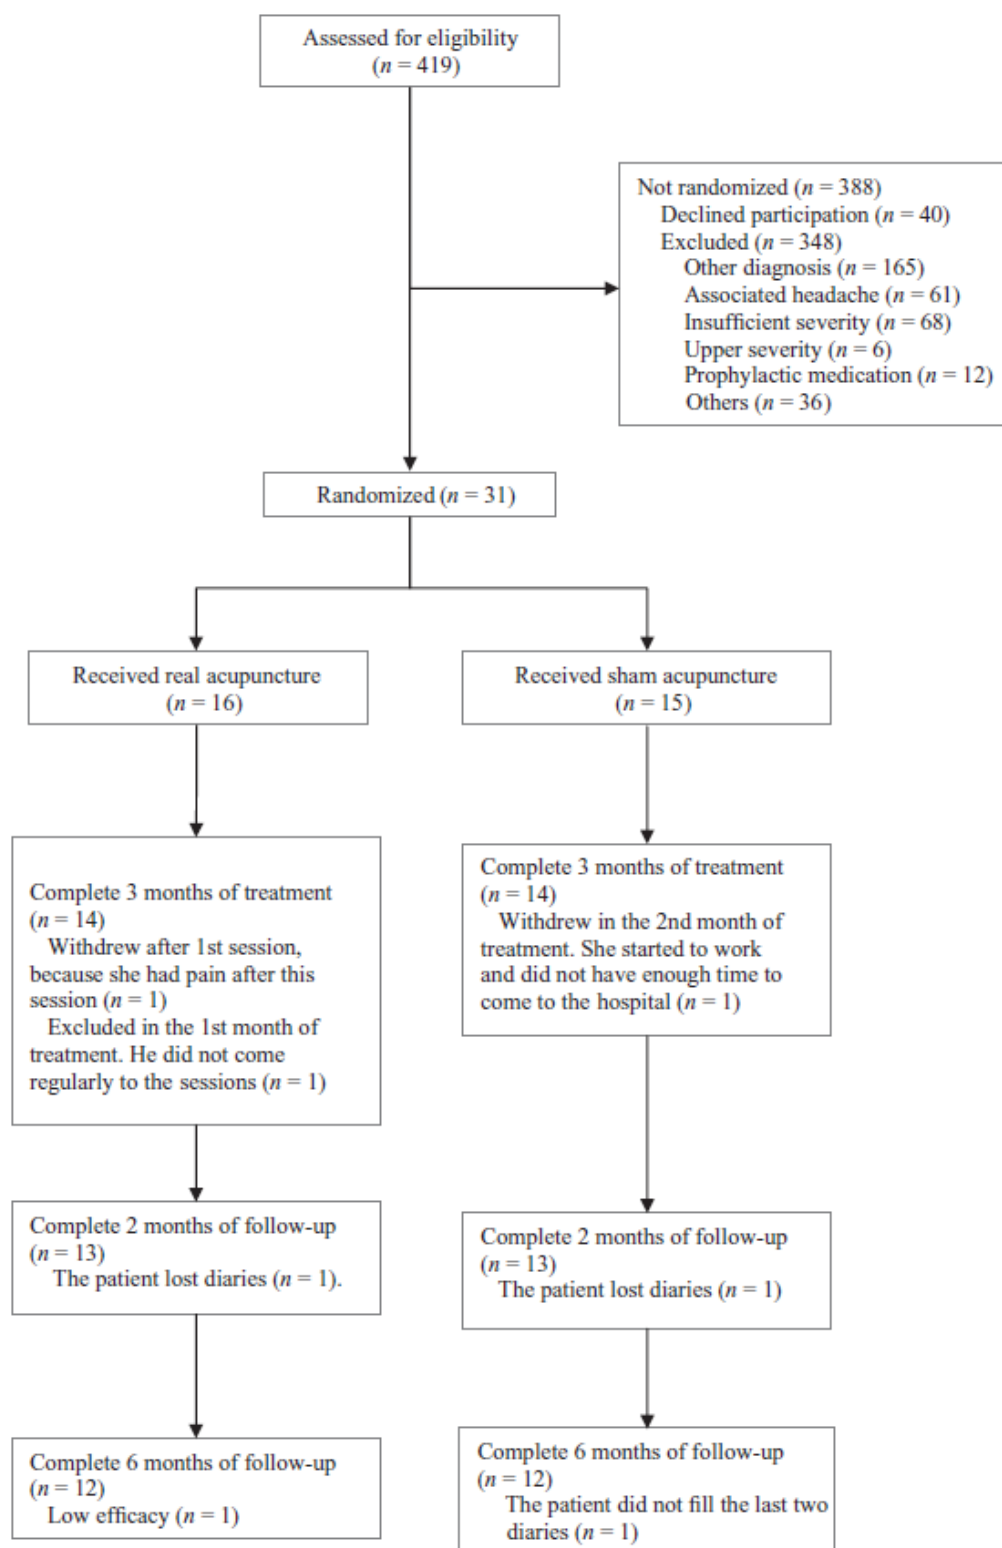 Assessed for eligibility
(n = 419)
Not randomized (n = 388)
Declined participation (n = 40)
Excluded (n = 348)
Other diagnosis (n = 165)
Associated headache (n = 61)
Insufficient severity (n = 68)
Upper severity (n = 6)
Prophylactic medication (n = 12)
Others (n = 36)
Randomized (n = 31)
Received real acupuncture
(n = 16)
Received sham acupuncture
(n = 15)
Complete 3 months of treatment
(n = 14)
Withdrew after 1st session,
because she had pain after this
session (n = 1)
Excluded in the 1st month of
treatment. He did not come
regularly to the sessions (n = 1)
Complete 3 months of treatment
(n = 14)
Withdrew in the 2nd month of
treatment. She started to work
and did not have enough time to
come to the hospital (n = 1)
Complete 2 months of follow-up
(n = 13)
The patient lost diaries (n = 1).
Complete 2 months of follow-up
(n = 13)
The patient lost diaries (n = 1)
Complete 6 months of follow-up
(n = 12)
Low efficacy (n = 1)
Complete 6 months of follow-up
(n = 12)
The patient did not fill the last two
diaries (n = 1)